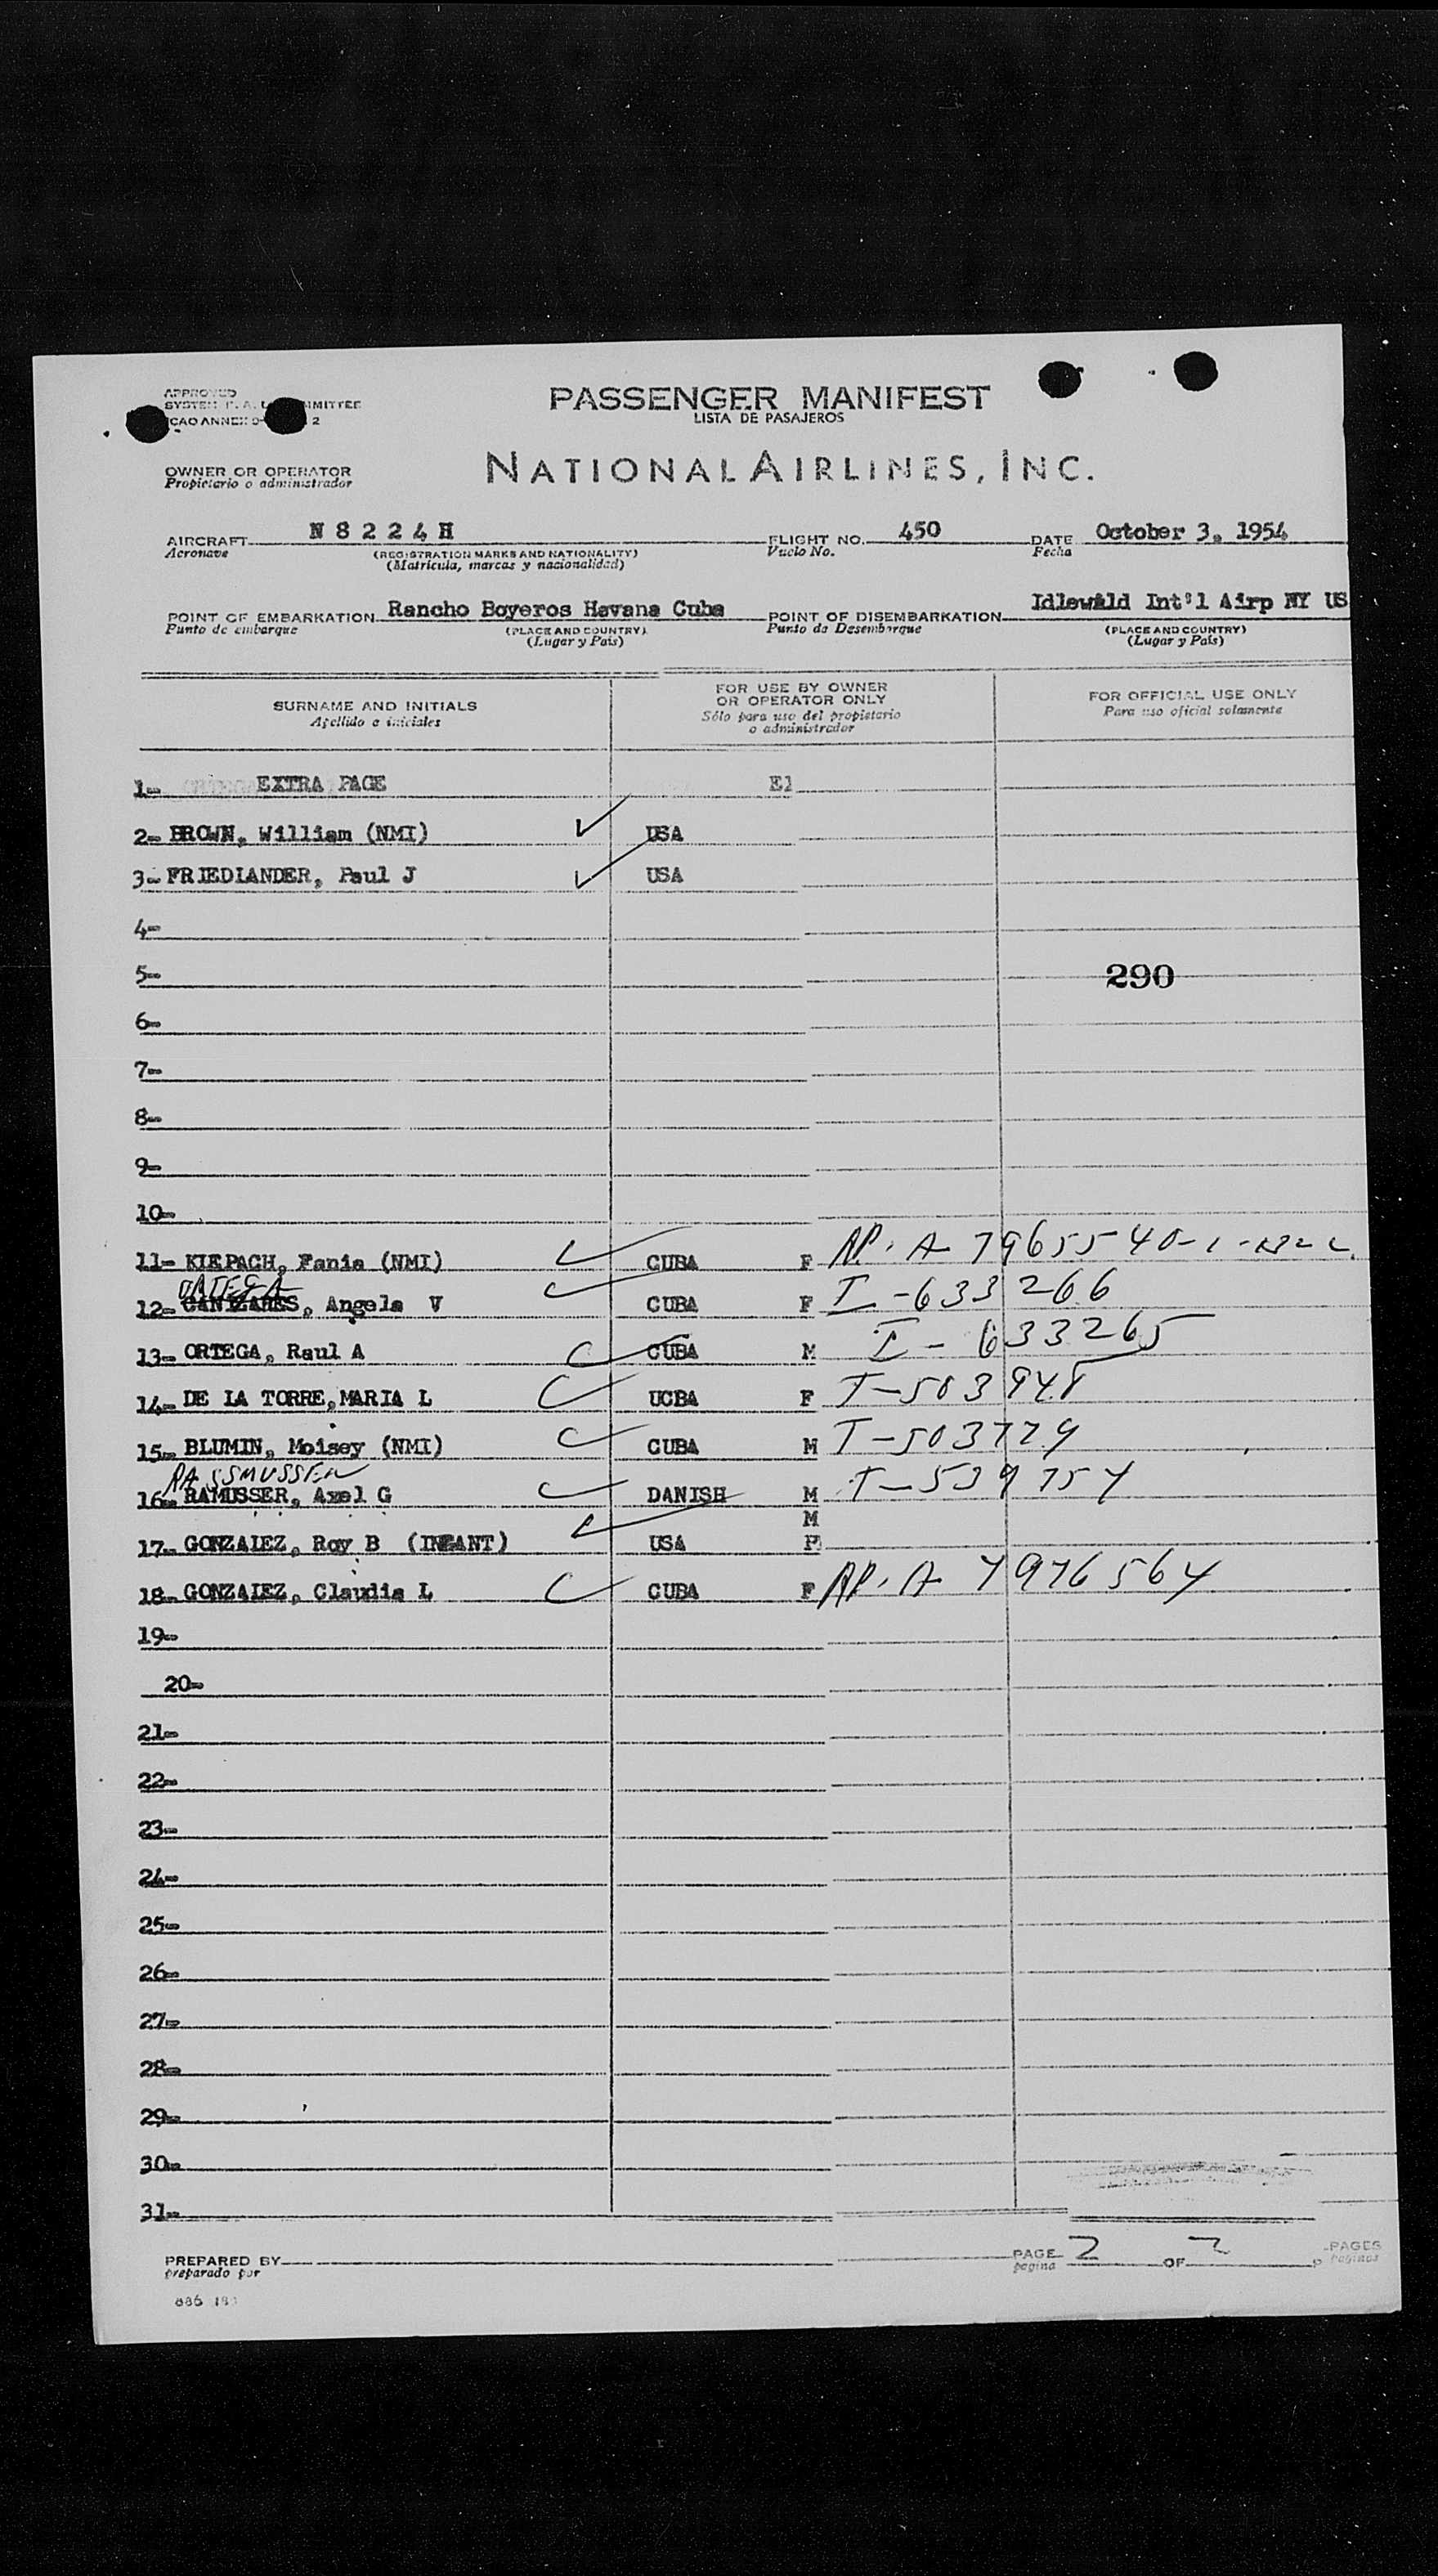 APPROVED
PASSENGER MANIFEST
LISTA DE PASAJEROS
OWNER OR OPERATOR
Propietario o administrador
NATIONAL AIRLINES, INC.
AIRCRAFT N 8 2 2 4 H FLIGHT NO. 450 DATE October 3, 1954
Aeronave (REGISTRATION MARKS AND NATIONALITY) Vuelo No. Fecha
(Matricula, marcas y nacionalidad)
POINT OF EMBARKATION Rancho Boyeros Havana Cuba POINT OF DISEMBARKATION Idlewild Int'l Airp NY US
Punto de embarque (PLACE AND COUNTRY) Punto de Desembarque (PLACE AND COUNTRY)
(Lugar y País) (Lugar y País)
SURNAME AND INITIALS FOR USE BY OWNER OR OPERATOR ONLY FOR OFFICIAL USE ONLY
Apellido e iniciales Sólo para uso del propietario o administrador Para uso oficial solamente
1- EXTRA PAGE E1
2- BROWN, William (NMI) USA
3- FRIEDLANDER, Paul J USA
4-
5- 290
6-
7-
8-
9-
10-
11- KIEPACH, Fania (NMI) CUBA F
ORTEGA
12- CANIZARES, Angela V CUBA F I-633266
13- ORTEGA, Raul A CUBA M I-633265
14- DE LA TORRE, MARIA L UCBA F T-503948
15- BLUMIN, Moisey (NMI) CUBA M T-503729
RASSMUSSEN
16- RAMUSSER, Axel G DANISH M T-539754
M
17- GONZALEZ, Roy B (INFANT) USA F
18- GONZALEZ, Claudia L CUBA F
19-
20-
21-
22-
23-
24-
25-
26-
27-
28-
29-
30-
31-
PREPARED BY PAGE 2 OF 2 PAGES
preparado por pagina paginas